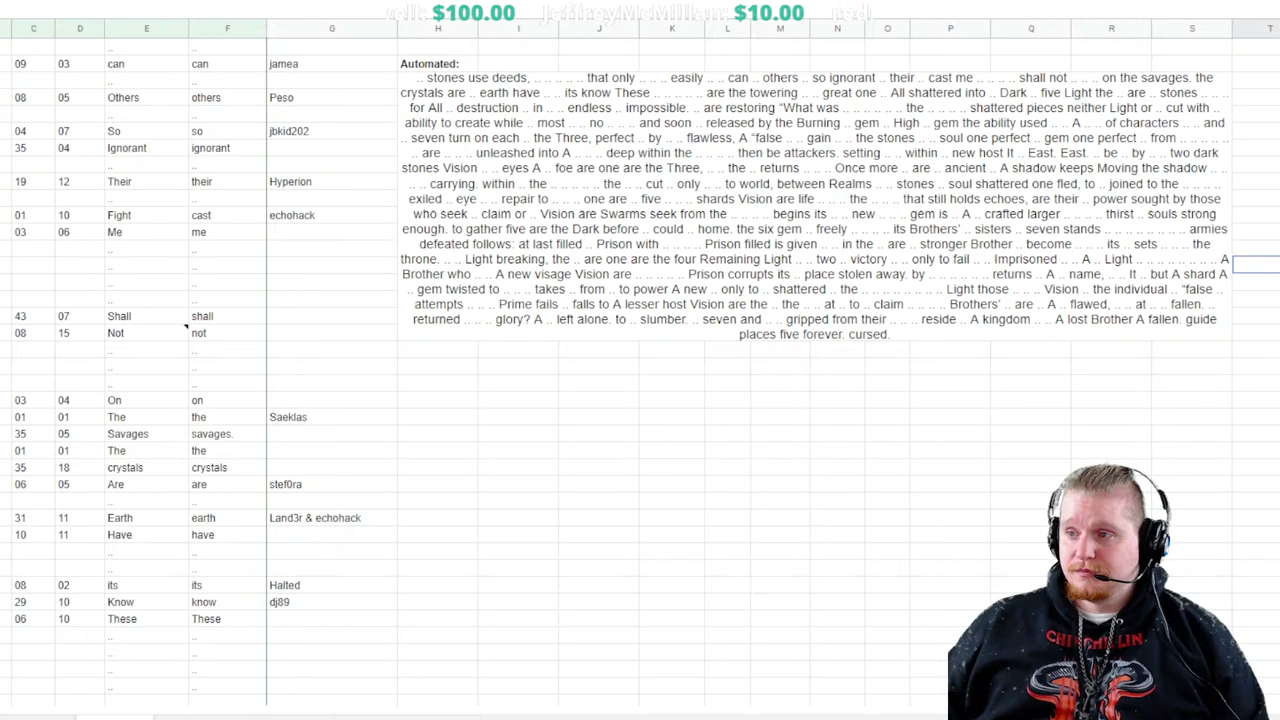 $100.00 JeffreyMcMillan: $10.00 red
C D E F G H I J K L M N O P Q R S T
..  ..
09 03 can can jamea
Automated:
.. stones use deeds, .. .. .. .. .. that only .. .. .. easily .. can .. others .. so ignorant .. their .. cast me .. .. .. .. shall not .. .. on the savages. the
crystals are .. earth have .. .. its know These .. .. .. are the towering .. .. great one .. All shattered into .. Dark .. five Light the .. are .. stones .. .. ..
for All .. destruction .. in .. endless .. impossible. .. are restoring “What was .. .. .. .. the .. .. .. shattered pieces neither Light or .. cut with ..
ability to create while .. most .. .. no .. .. and soon .. released by the Burning .. gem .. High .. gem the ability used .. .. A .. .. of characters .. .. and
.. seven turn on each .. the Three, perfect .. by .. .. flawless, A “false .. gain .. .. the stones .. soul one perfect .. gem one perfect .. from .. .. ..
.. are .. .. .. .. unleashed into A .. .. deep within the .. .. .. then be attackers. setting .. .. within .. new host It .. East. East. .. be .. by .. .. two dark
stones Vision .. .. eyes A .. foe are one are the Three, .. .. the .. returns .. .. Once more .. are .. ancient .. A shadow keeps Moving the shadow ..
.. .. carrying. within .. the .. .. .. the .. cut .. only .. to world, between Realms .. stones .. soul shattered one fled, to .. joined to the .. .. .. ..
exiled .. eye .. repair to .. .. one are .. five .. .. shards Vision are life .. .. the .. .. .. that still holds echoes, are their .. power sought by those
who seek .. claim or .. Vision are Swarms seek from the .. .. .. begins its .. new .. .. gem is .. A .. crafted larger .. .. .. thirst .. souls strong
enough. to gather five are the Dark before .. could .. home. the six gem .. freely .. .. .. its Brothers’ .. sisters .. seven stands .. .. .. .. .. armies
defeated follows: at last filled .. Prison with .. .. .. Prison filled is given .. .. in the are .. stronger Brother .. become .. .. its .. sets .. .. .. the
throne. .. .. Light breaking, the .. are one are the four Remaining Light .. .. two .. victory .. .. only to fail .. .. Imprisoned .. .. A .. Light .. .. .. .. .. A
Brother who .. .. A new visage Vision are .. .. .. .. .. Prison corrupts its .. place stolen away. by .. .. .. .. .. returns .. A .. name, .. .. It .. but A shard A
.. gem twisted to .. .. takes .. from .. to power A new .. only to .. shattered .. the .. .. .. .. .. .. Light those .. .. Vision .. the individual .. “false ..
attempts .. .. Prime fails .. falls to A lesser host Vision are the .. the .. at .. to .. claim .. .. .. Brothers’ .. are .. A .. flawed, .. .. at .. fallen. ..
returned .. .. .. glory? A .. left alone. to .. slumber. .. seven and .. .. gripped from their .. .. .. reside .. A kingdom .. .. A lost Brother A fallen. guide
places five forever. cursed.
..  ..
08 05 Others others Peso
..  ..
04 07 So so jbkid202
35 04 Ignorant ignorant
..  ..
19 12 Their their Hyperion
..  ..
01 10 Fight cast echohack
03 06 Me me
..  ..
..  ..
..  ..
..  ..
43 07 Shall shall
08 15 Not not
..  ..
..  ..
..  ..
03 04 On on
01 01 The the Saeklas
35 05 Savages savages.
01 01 The the
35 18 crystals crystals
06 05 Are are stef0ra
..  ..
31 11 Earth earth Land3r & echohack
10 11 Have have
..  ..
..  ..
08 02 its its Halted
29 10 Know know dj89
06 10 These These
..  ..
..  ..
..  ..
..  ..